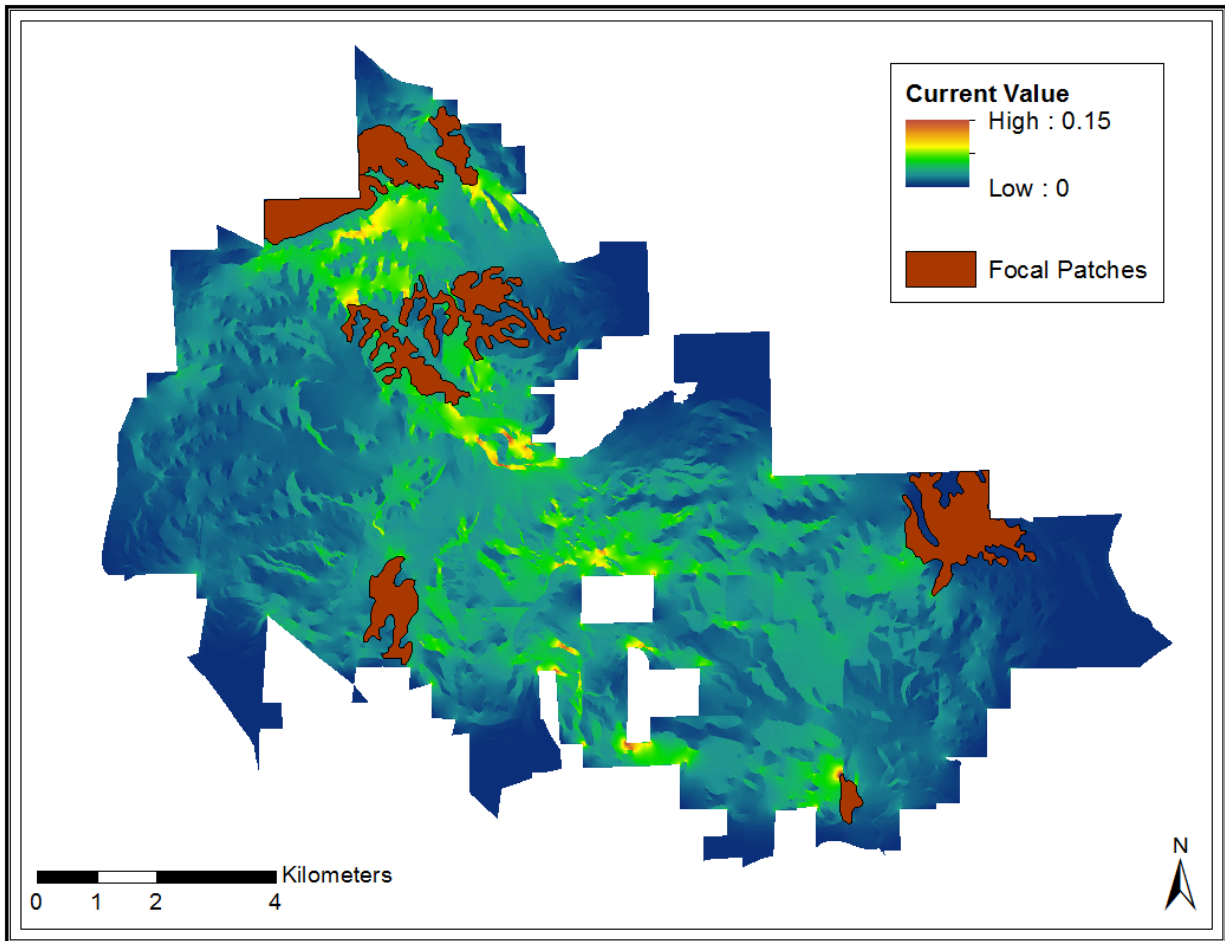 Current Value
High : 0.15
Low : 0
Focal Patches
N
Kilometers
0 1 2 4